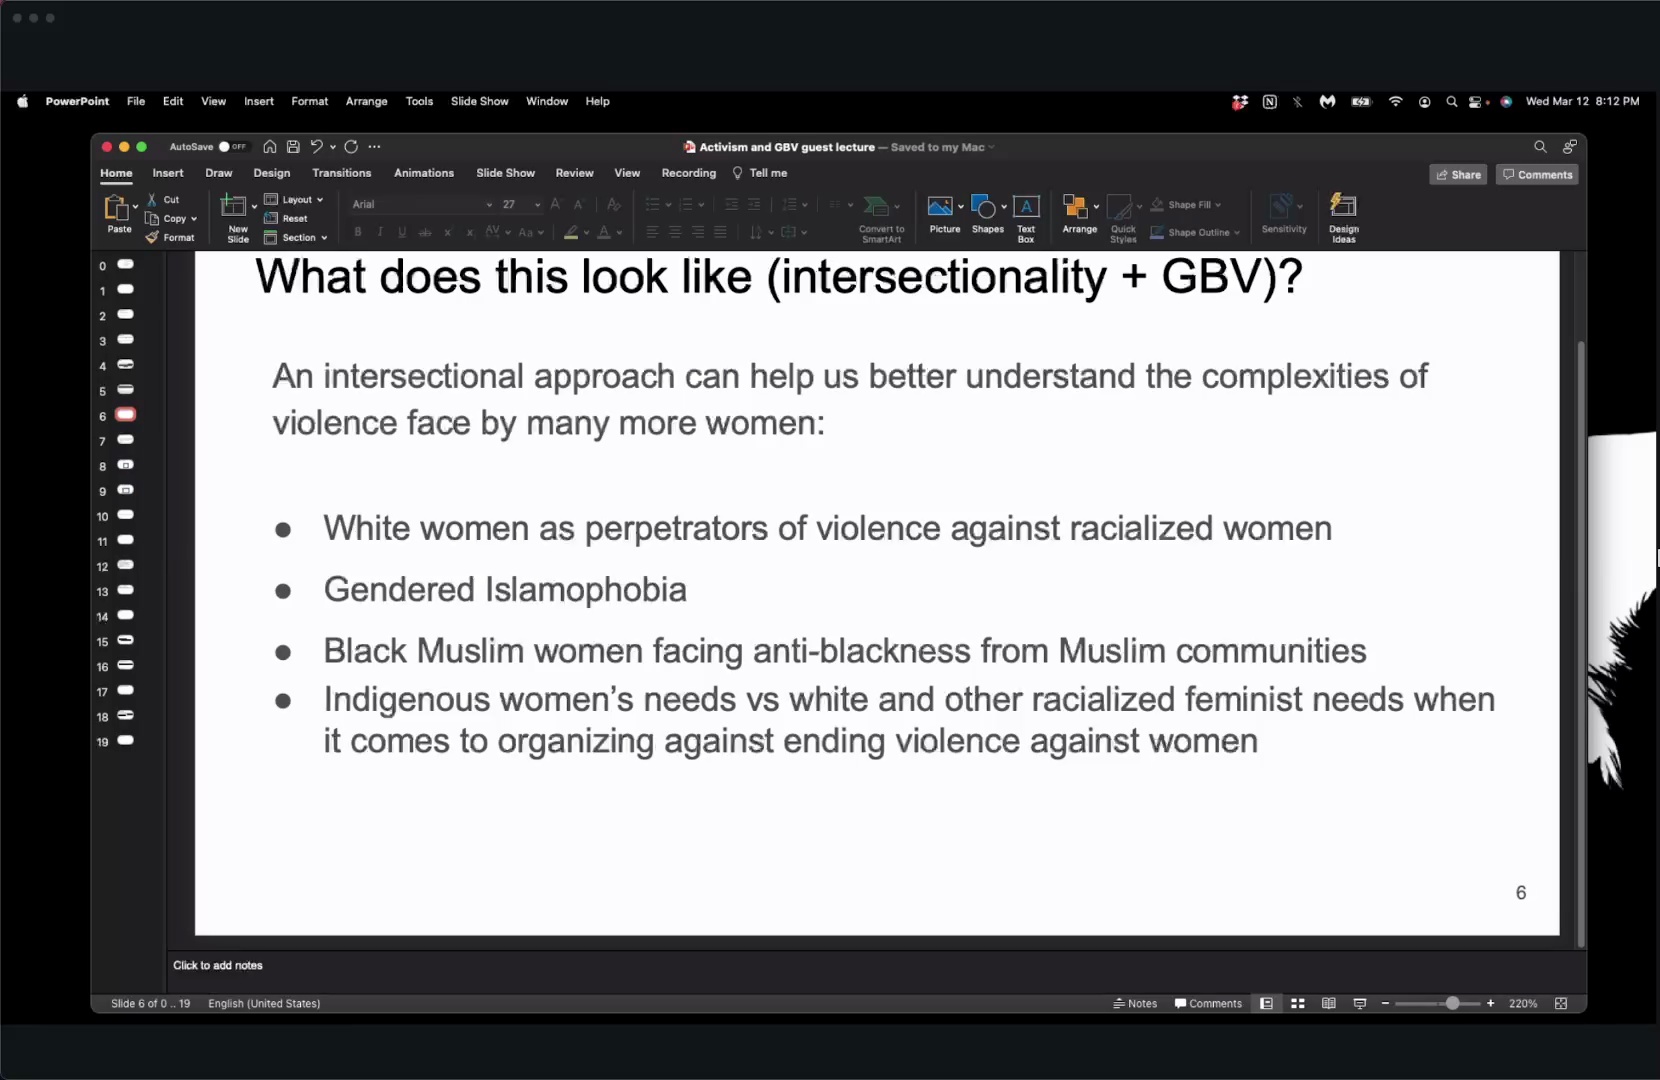 PowerPoint File Edit View Insert Format Arrange Tools Slide Show Window Help
Wed Mar 12 8:12 PM
AutoSave OFF
Activism and GBV guest lecture — Saved to my Mac
Home Insert Draw Design Transitions Animations Slide Show Review View Recording Tell me
Share Comments
Paste
Cut
Copy
Format
New
Slide
Layout
Reset
Section
Arial 27
Convert to
SmartArt
Picture
Shapes
Text
Box
Arrange
Quick
Styles
Shape Fill
Shape Outline
Sensitivity
Design
Ideas
0
1
2
3
4
5
6
7
8
9
10
11
12
13
14
15
16
17
18
19
What does this look like (intersectionality + GBV)?
An intersectional approach can help us better understand the complexities of
violence face by many more women:
● White women as perpetrators of violence against racialized women
● Gendered Islamophobia
● Black Muslim women facing anti-blackness from Muslim communities
● Indigenous women’s needs vs white and other racialized feminist needs when
it comes to organizing against ending violence against women
6
Click to add notes
Slide 6 of 0 .. 19 English (United States)
Notes Comments 220%